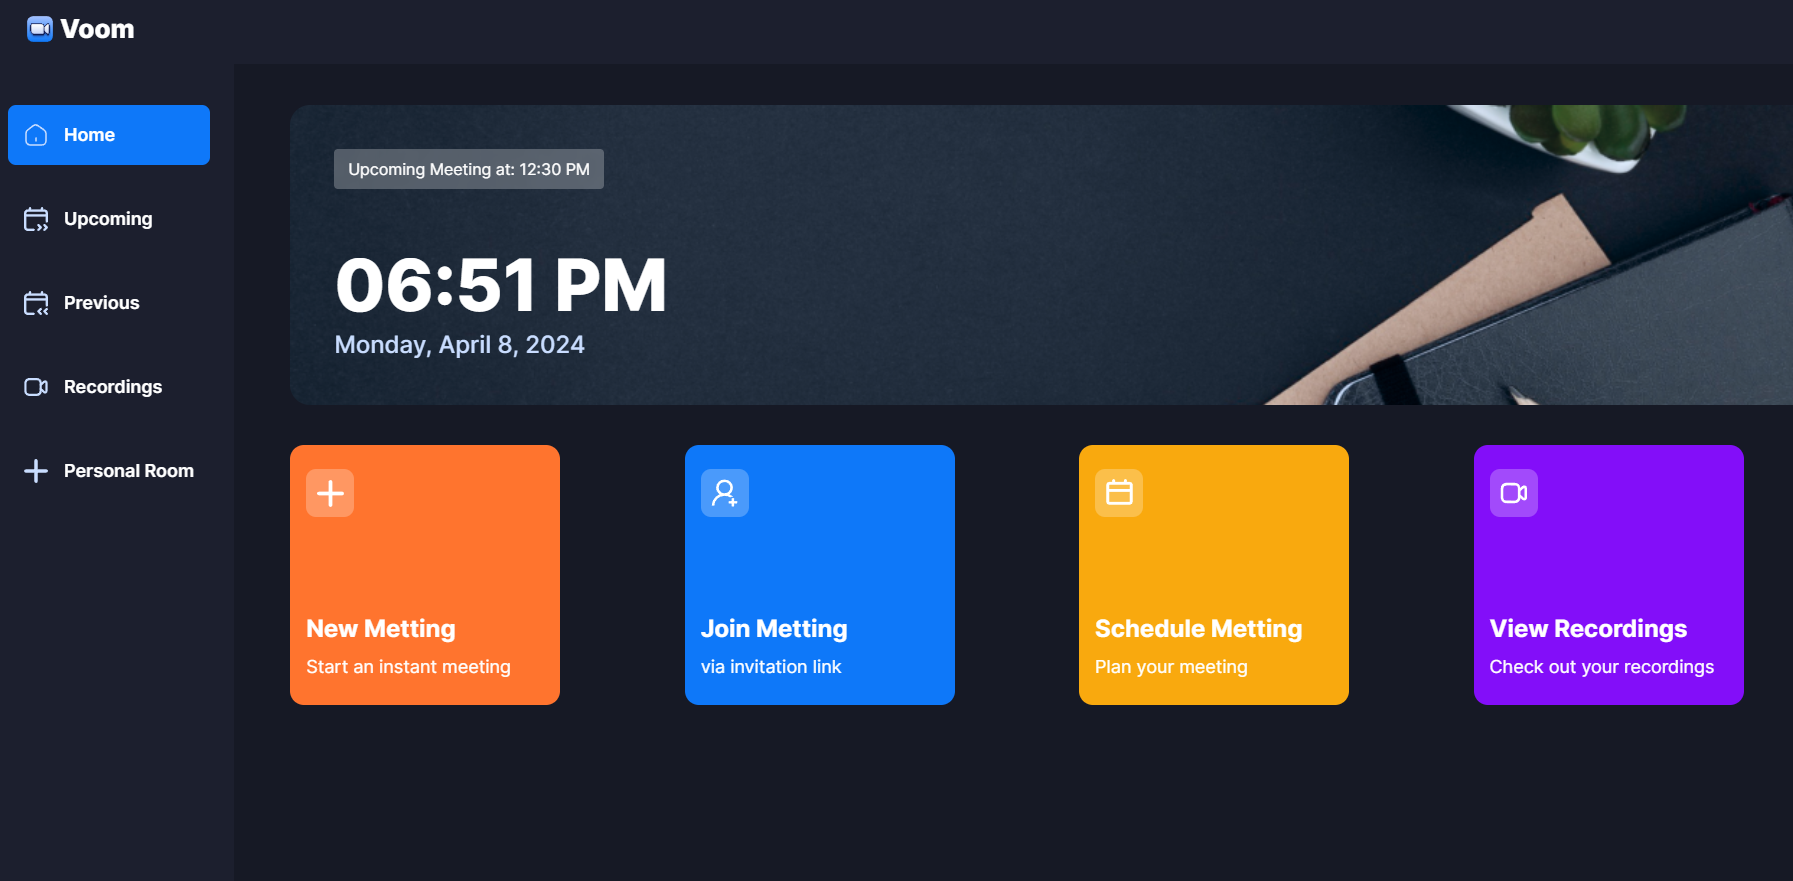 Voom
Home
Upcoming
Previous
Recordings
Personal Room
Upcoming Meeting at: 12:30 PM
06:51 PM
Monday, April 8, 2024
New Metting
Start an instant meeting
Join Metting
via invitation link
Schedule Metting
Plan your meeting
View Recordings
Check out your recordings